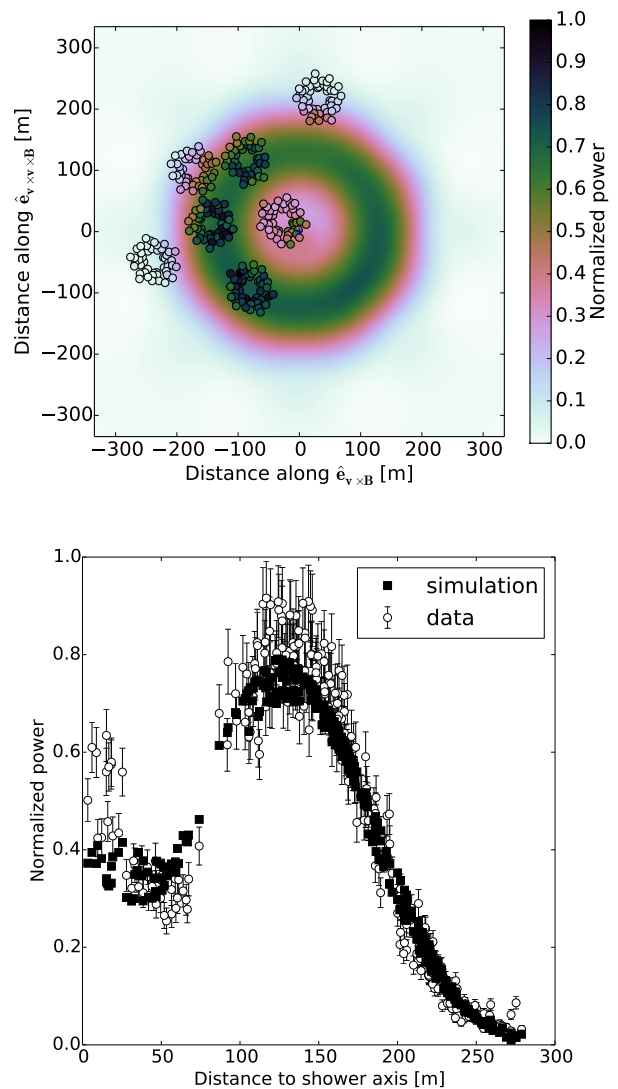 300
200
100
0
−100
−200
−300
Distance along ê_{v×v×B} [m]
−300 −200 −100 0 100 200 300
Distance along ê_{v×B} [m]
1.0
0.9
0.8
0.7
0.6
0.5
0.4
0.3
0.2
0.1
0.0
Normalized power
1.0
0.8
0.6
0.4
0.2
0.0
Normalized power
simulation
data
0 50 100 150 200 250 300
Distance to shower axis [m]